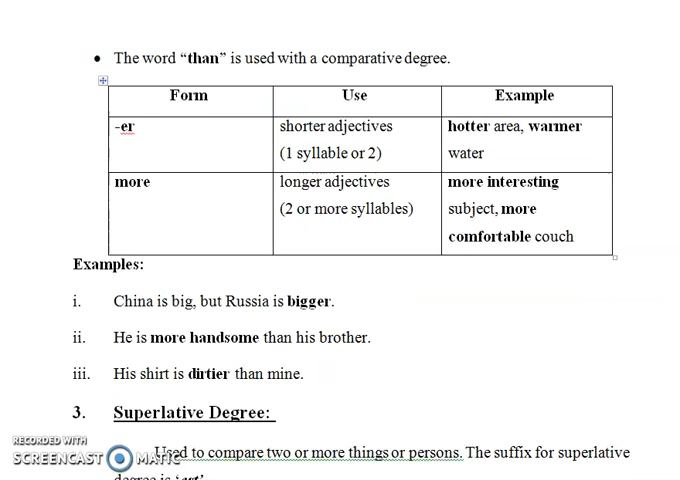 • The word “than” is used with a comparative degree.
Form Use Example
-er shorter adjectives hotter area, warmer
(1 syllable or 2) water
more longer adjectives more interesting
(2 or more syllables) subject, more
comfortable couch
Examples:
i. China is big, but Russia is bigger.
ii. He is more handsome than his brother.
iii. His shirt is dirtier than mine.
3. Superlative Degree:
RECORDED WITH
SCREENCAST MATIC
Used to compare two or more things or persons. The suffix for superlative
degree is ‘est’.